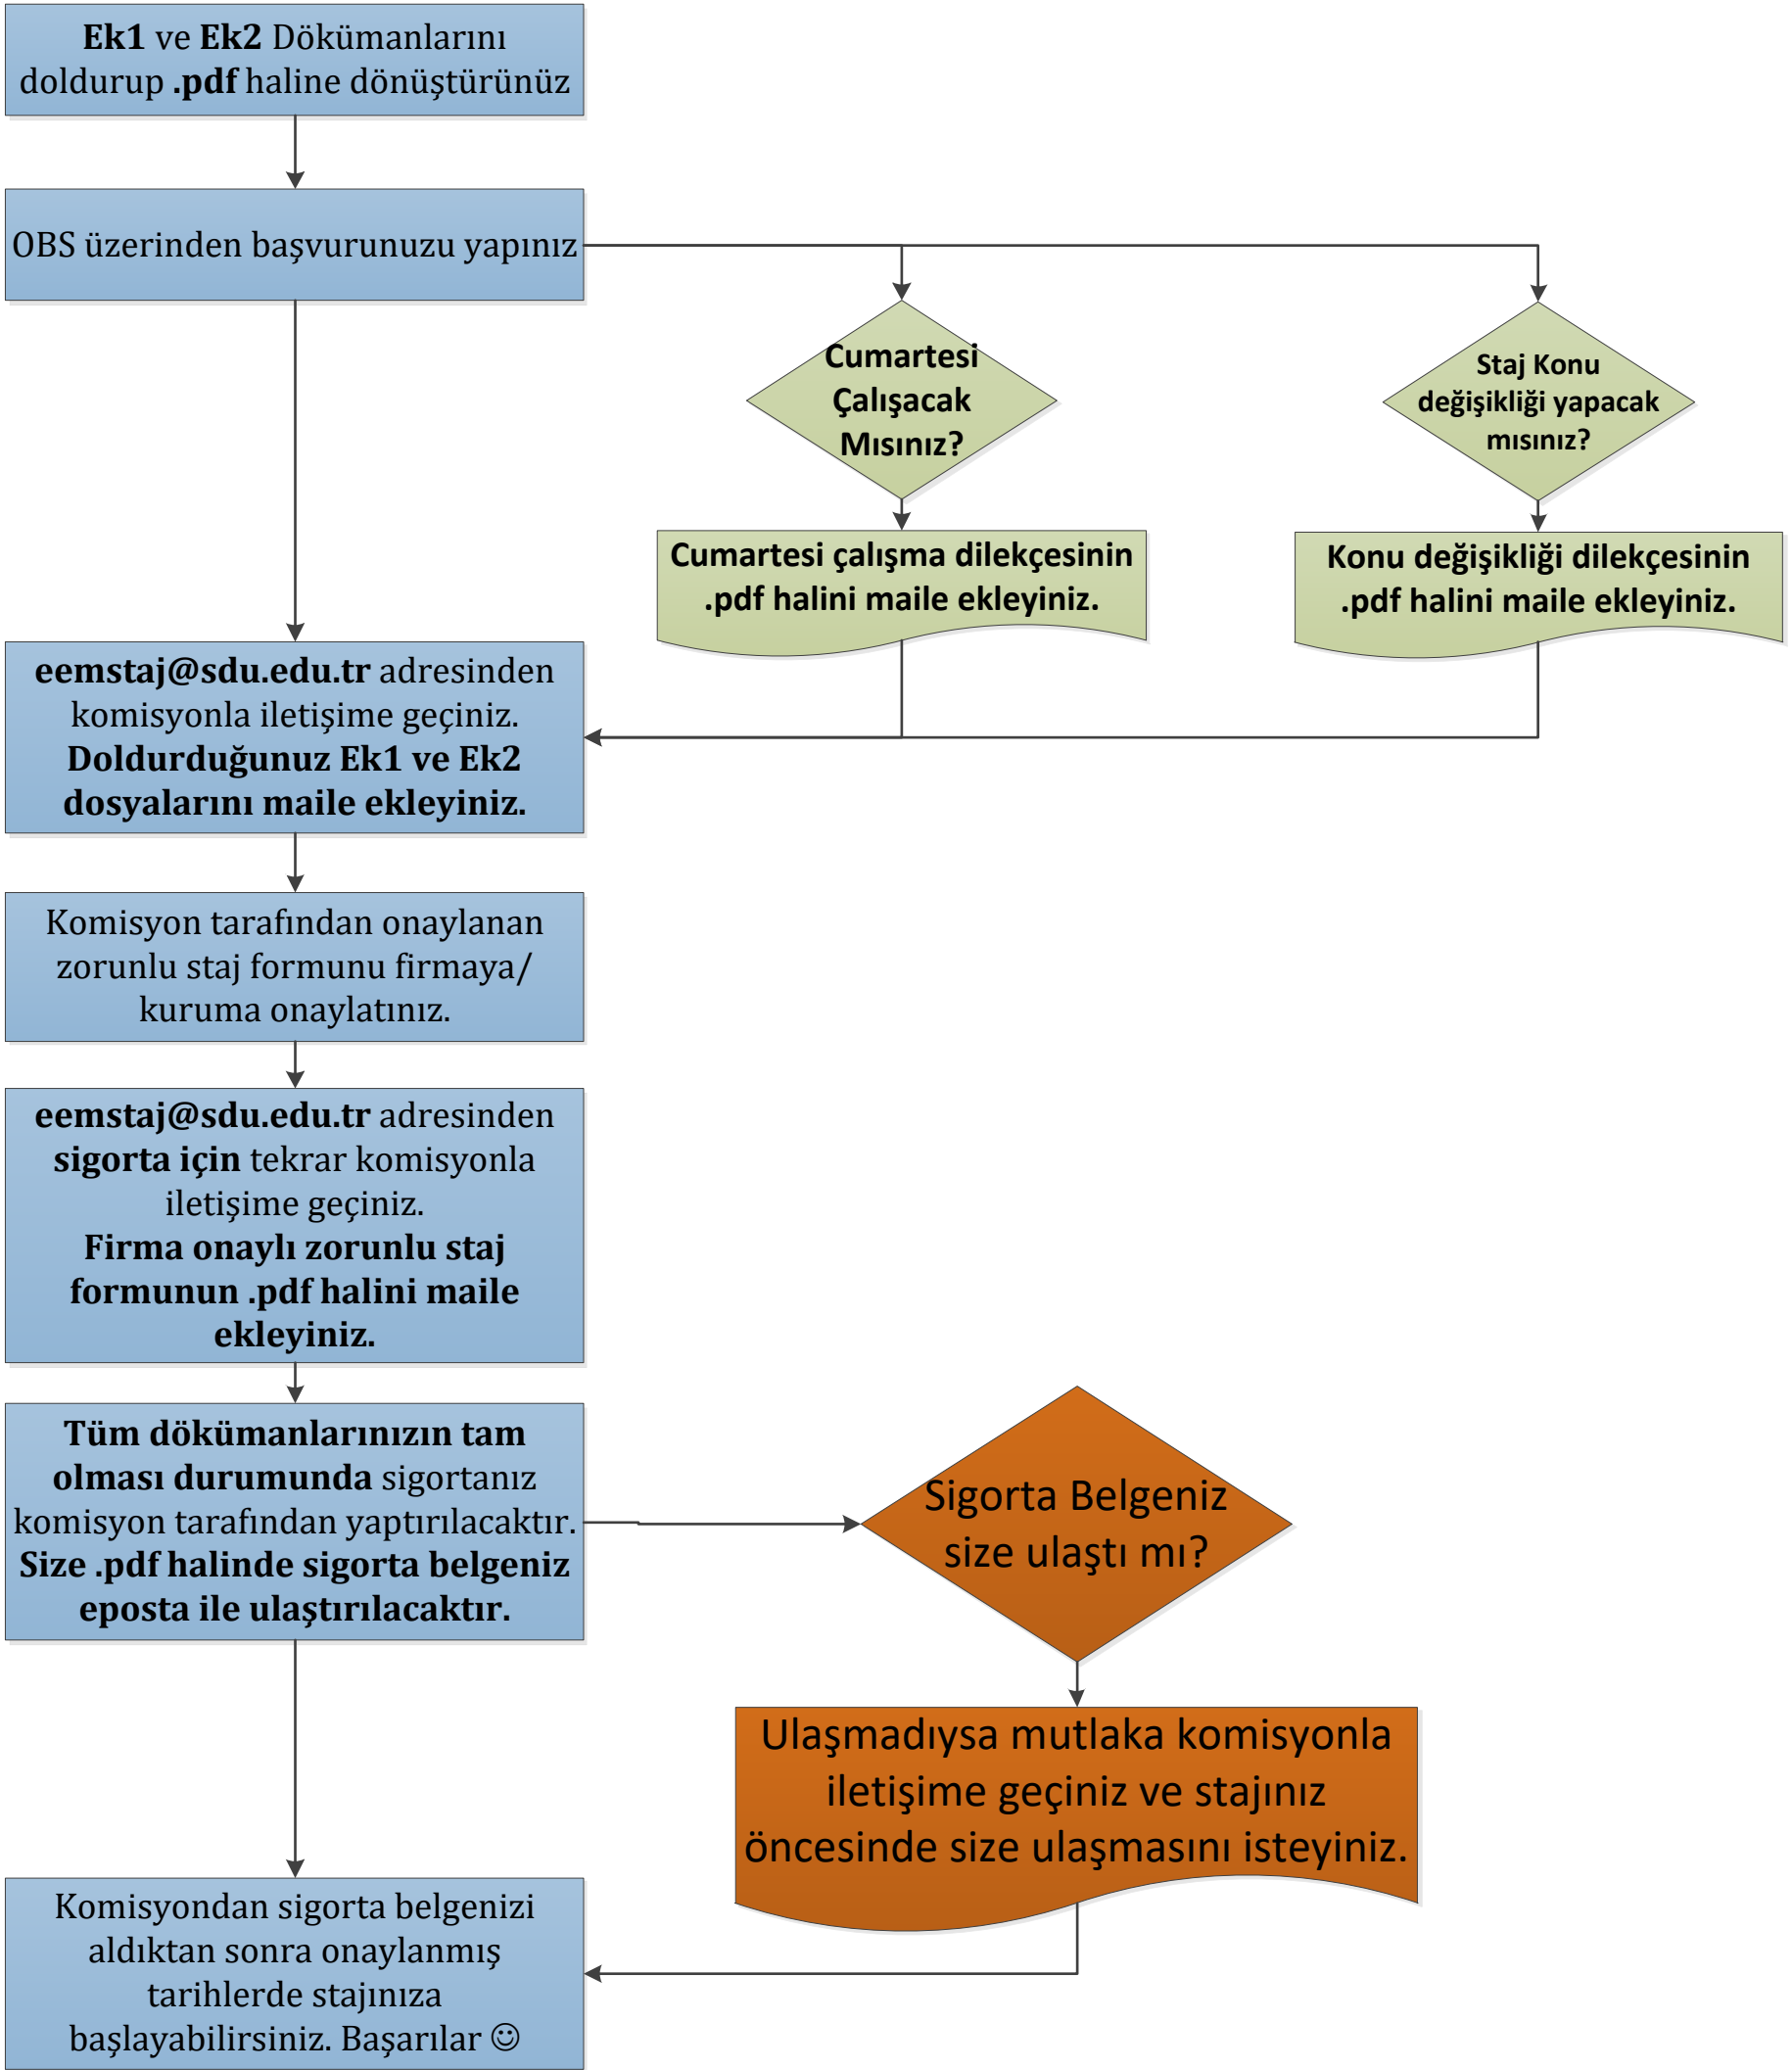 Ek1 ve Ek2 Dökümanlarını
doldurup .pdf haline dönüştürünüz
OBS üzerinden başvurunuzu yapınız
Cumartesi
Çalışacak
Mısınız?
Staj Konu
değişikliği yapacak
mısınız?
Cumartesi çalışma dilekçesinin
.pdf halini maile ekleyiniz.
Konu değişikliği dilekçesinin
.pdf halini maile ekleyiniz.
eemstaj@sdu.edu.tr adresinden
komisyonla iletişime geçiniz.
Doldurduğunuz Ek1 ve Ek2
dosyalarını maile ekleyiniz.
Komisyon tarafından onaylanan
zorunlu staj formunu firmaya/
kuruma onaylatınız.
eemstaj@sdu.edu.tr adresinden
sigorta için tekrar komisyonla
iletişime geçiniz.
Firma onaylı zorunlu staj
formunun .pdf halini maile
ekleyiniz.
Tüm dökümanlarınızın tam
olması durumunda sigortanız
komisyon tarafından yaptırılacaktır.
Size .pdf halinde sigorta belgeniz
eposta ile ulaştırılacaktır.
Sigorta Belgeniz
size ulaştı mı?
Ulaşmadıysa mutlaka komisyonla
iletişime geçiniz ve stajınız
öncesinde size ulaşmasını isteyiniz.
Komisyondan sigorta belgenizi
aldıktan sonra onaylanmış
tarihlerde stajınıza
başlayabilirsiniz. Başarılar ☺